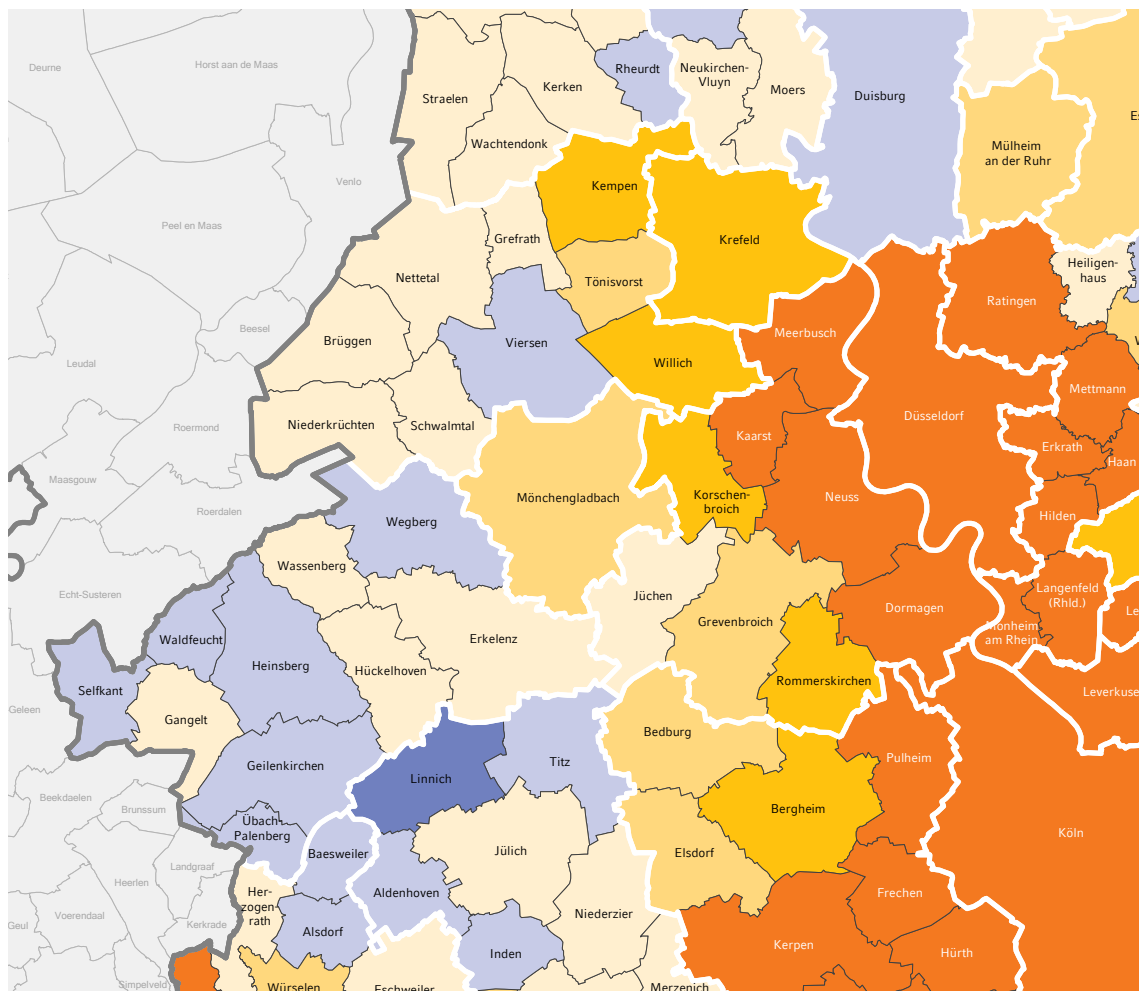 Deurne
Horst aan de Maas
Straelen
Kerken
Rheurdt
Neukirchen-
Vluyn
Moers
Duisburg
Wachtendonk
Mülheim
an der Ruhr
Venlo
Kempen
Peel en Maas
Krefeld
Grefrath
Nettetal
Tönisvorst
Heiligen-
haus
Ratingen
Beesel
Meerbusch
Brüggen
Viersen
Leudal
Willich
Mettmann
Düsseldorf
Roermond
Niederkrüchten
Schwalmtal
Kaarst
Erkrath
Haan
Maasgouw
Mönchengladbach
Korschen-
broich
Neuss
Roerdalen
Wegberg
Hilden
Wassenberg
Echt-Susteren
Jüchen
Langenfeld
(Rhld.)
Dormagen
Grevenbroich
Monheim
am Rhein
Le
Waldfeucht
Erkelenz
Heinsberg
Hückelhoven
Rommerskirchen
Selfkant
Leverkuse
Geleen
Gangelt
Bedburg
Pulheim
Geilenkirchen
Linnich
Titz
Beekdaelen
Brunssum
Bergheim
Übach-
Palenberg
Köln
Baesweiler
Jülich
Elsdorf
Landgraaf
Heerlen
Her-
zogen-
rath
Aldenhoven
Frechen
Voerendaal
Niederzier
Geul
Kerkrade
Alsdorf
Kerpen
Inden
Hürth
Simpelveld
Würselen
Eschweiler
Merzenich